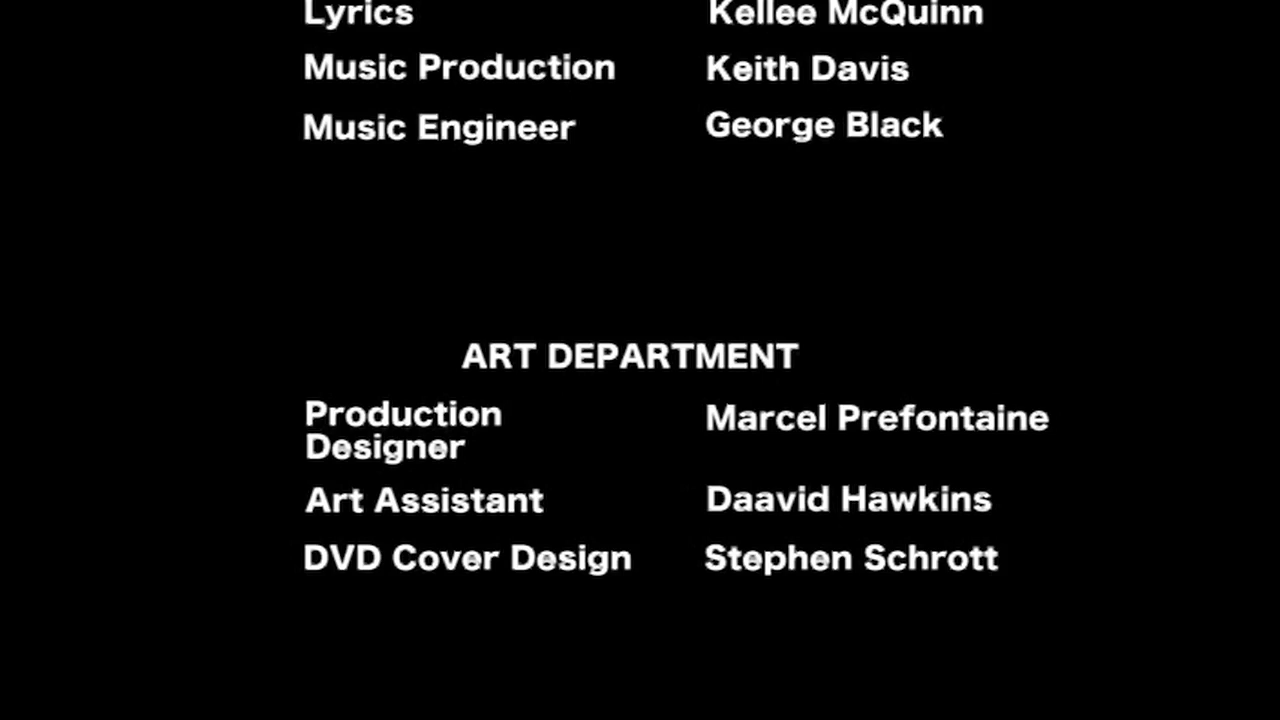 Lyrics Kellee McQuinn
Music Production Keith Davis
Music Engineer George Black
ART DEPARTMENT
Production Marcel Prefontaine
Designer
Art Assistant Daavid Hawkins
DVD Cover Design Stephen Schrott